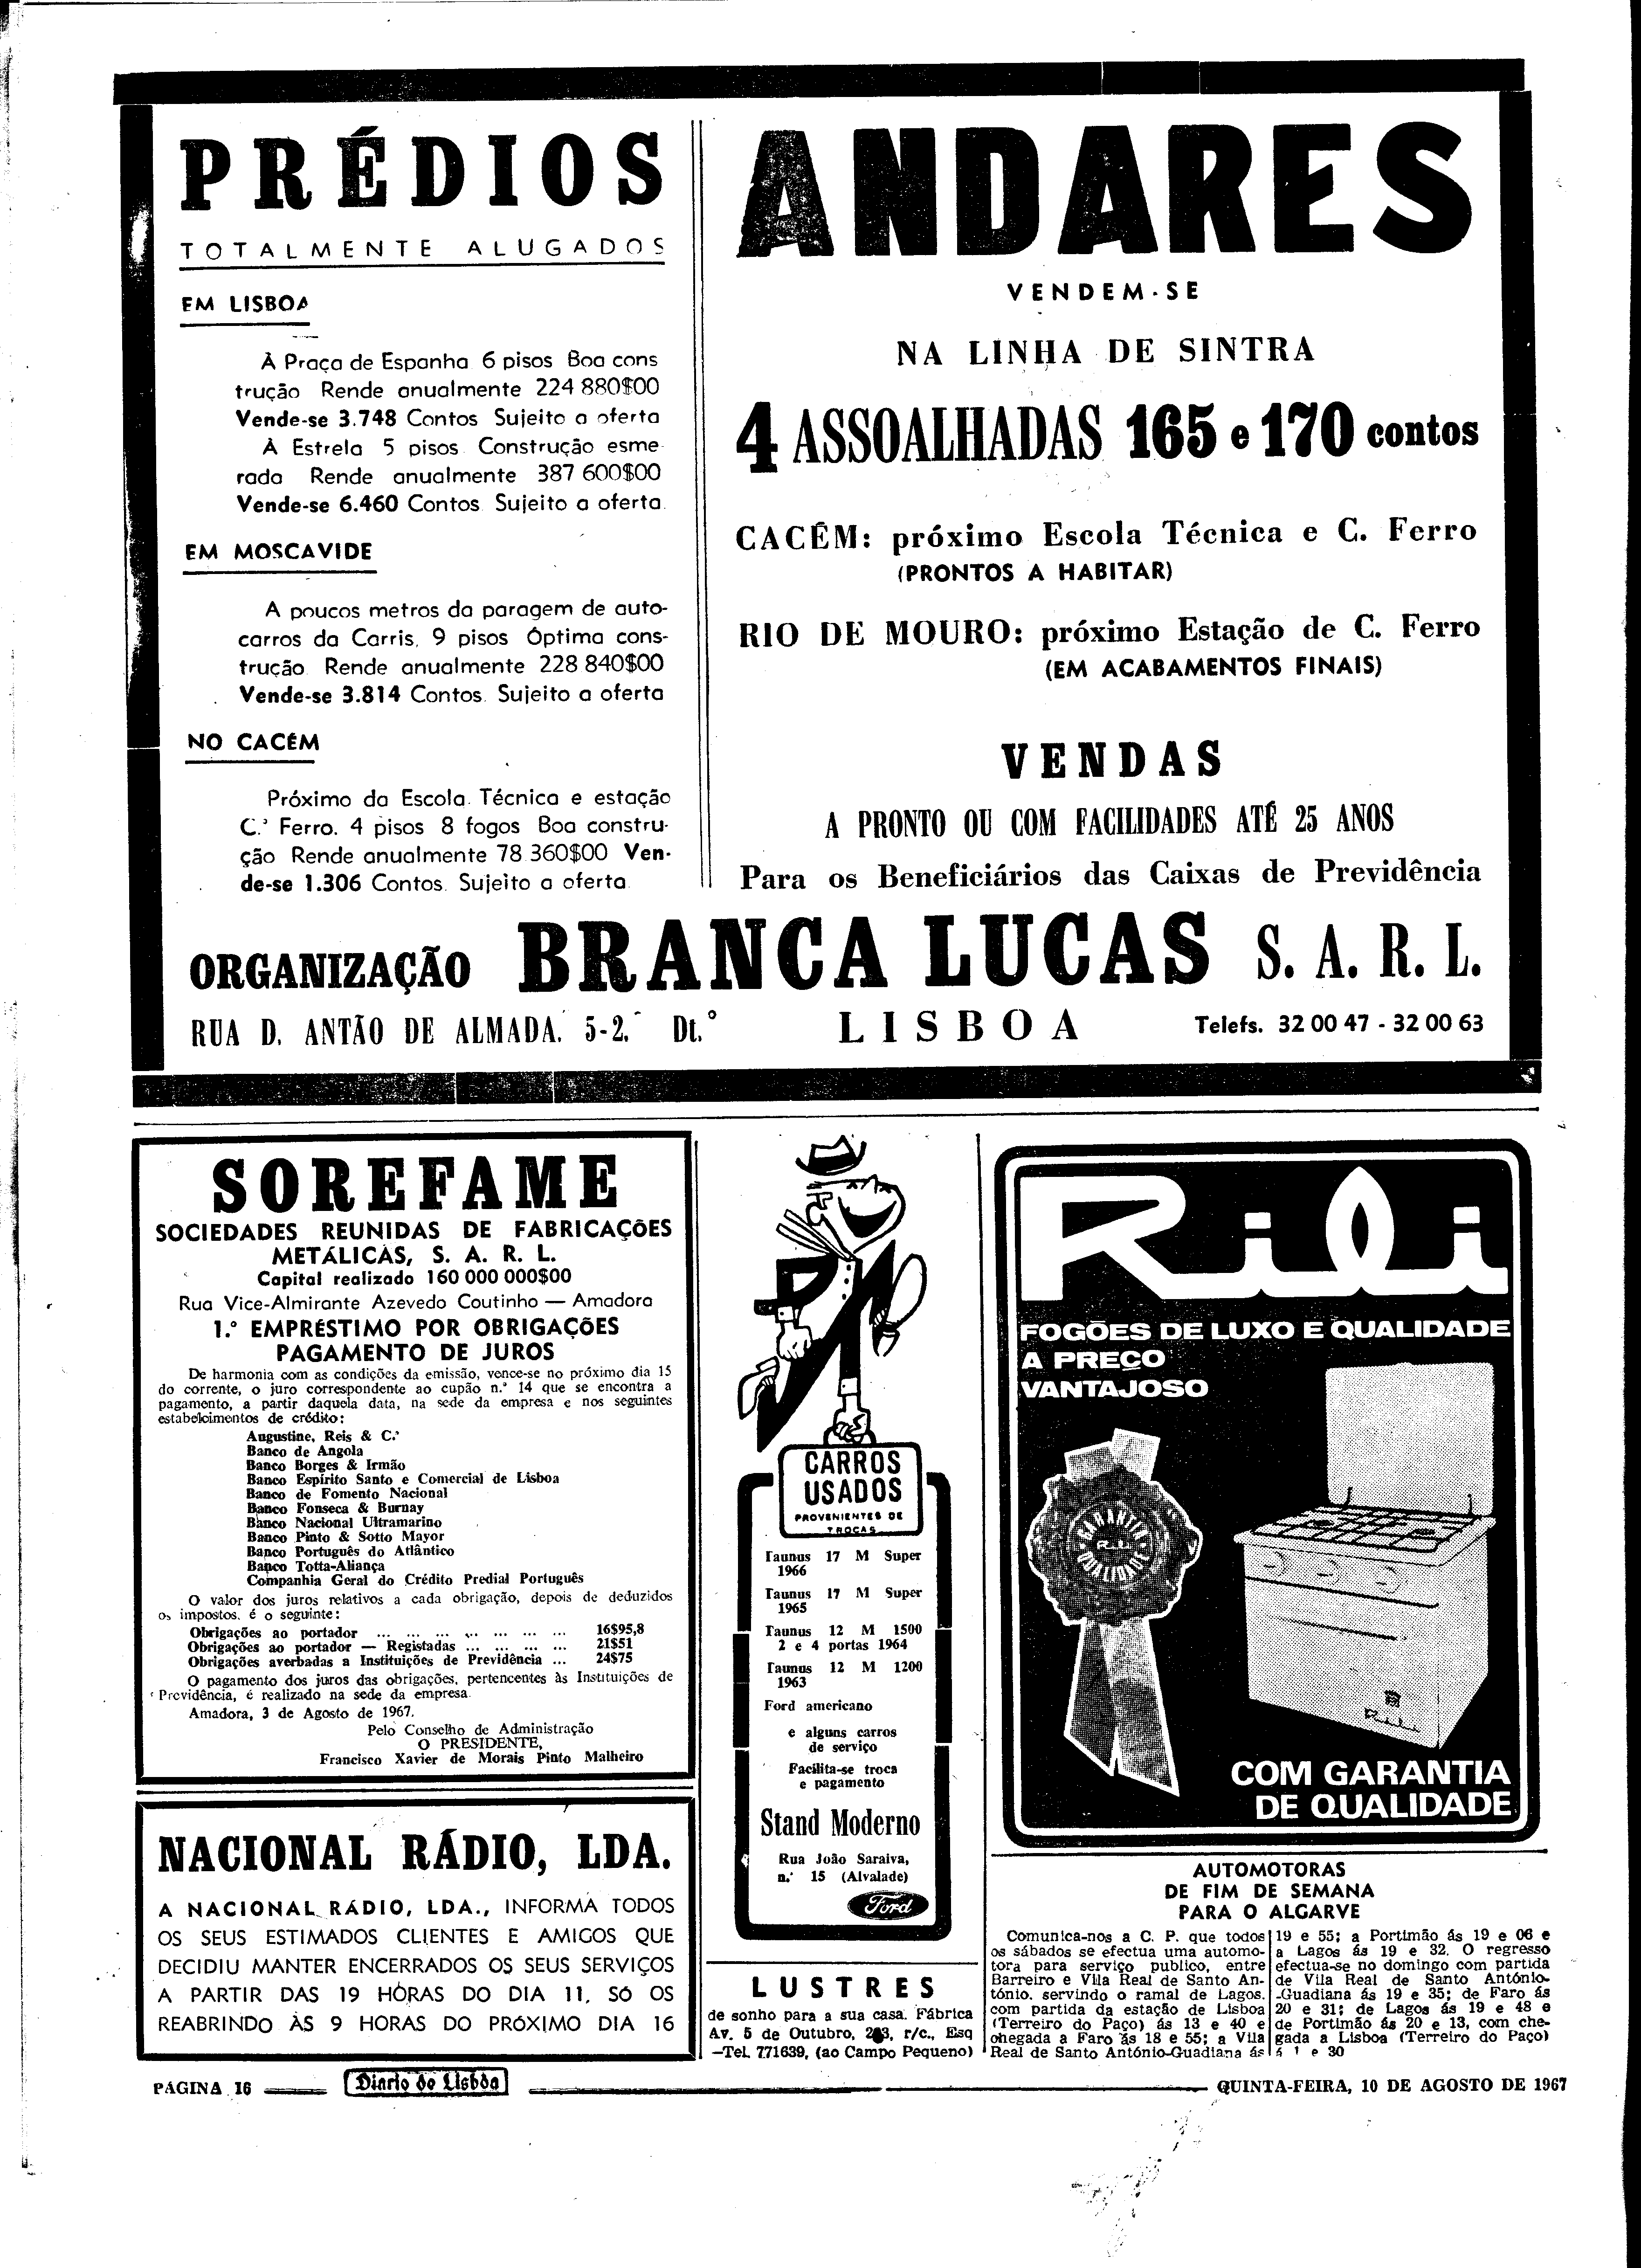 PRÉDIOS
TOTALMENTE ALUGADOS
EM LISBOA
À Praça de Espanha 6 pisos Boa cons
trução Rende anualmente 224 880$00
Vende-se 3.748 Contos Sujeito a oferta
À Estrela 5 pisos Construção esme
rada Rende anualmente 387 600$00
Vende-se 6.460 Contos Sujeito a oferta
EM MOSCAVIDE
A poucos metros da paragem de auto-
carros da Carris, 9 pisos Óptima cons-
trução Rende anualmente 228 840$00
Vende-se 3.814 Contos. Sujeito a oferta
NO CACÉM
Próximo da Escola Técnica e estação
C.ª Ferro. 4 pisos 8 fogos Boa constru-
ção Rende anualmente 78 360$00 Ven-
de-se 1.306 Contos. Sujeito a oferta
ANDARES
VENDEM-SE
NA LINHA DE SINTRA
4 ASSOALHADAS 165 e 170 contos
CACÉM: próximo Escola Técnica e C. Ferro
(PRONTOS A HABITAR)
RIO DE MOURO: próximo Estação de C. Ferro
(EM ACABAMENTOS FINAIS)
VENDAS
A PRONTO OU COM FACILIDADES ATÉ 25 ANOS
Para os Beneficiários das Caixas de Previdência
ORGANIZAÇÃO BRANCA LUCAS S. A. R. L.
RUA D. ANTÃO DE ALMADA. 5-2.º Dt.º LISBOA Telefs. 32 00 47 - 32 00 63
SOREFAME
SOCIEDADES REUNIDAS DE FABRICAÇÕES
METÁLICAS, S. A. R. L.
Capital realizado 160 000 000$00
Rua Vice-Almirante Azevedo Coutinho — Amadora
1.º EMPRÉSTIMO POR OBRIGAÇÕES
PAGAMENTO DE JUROS
De harmonia com as condições da emissão, vence-se no próximo dia 15
do corrente, o juro correspondente ao cupão n.º 14 que se encontra a
pagamento, a partir daquela data, na sede da empresa e nos seguintes
estabelcimentos de crédito:
Augustine, Reis & C.ª
Banco de Angola
Banco Borges & Irmão
Banco Espírito Santo e Comercial de Lisboa
Banco de Fomento Nacional
Banco Fonseca & Burnay
Banco Nacional Ultramarino
Banco Pinto & Sotto Mayor
Banco Português do Atlântico
Banco Totta-Aliança
Companhia Geral do Crédito Predial Português
O valor dos juros relativos a cada obrigação, depois de deduzidos
os impostos, é o seguinte:
Obrigações ao portador ... ... ... ... ... ... ... 16$95,8
Obrigações ao portador — Registadas ... ... ... ... 21$51
Obrigações averbadas a Instituições de Previdência ... 24$75
O pagamento dos juros das obrigações, pertencentes às Instituições de
Previdência, é realizado na sede da empresa.
Amadora, 3 de Agosto de 1967.
Pelo Conselho de Administração
O PRESIDENTE,
Francisco Xavier de Morais Pinto Malheiro
NACIONAL RÁDIO, LDA.
A NACIONAL RÁDIO, LDA., INFORMA TODOS
OS SEUS ESTIMADOS CLIENTES E AMIGOS QUE
DECIDIU MANTER ENCERRADOS OS SEUS SERVIÇOS
A PARTIR DAS 19 HORAS DO DIA 11, SÓ OS
REABRINDO ÀS 9 HORAS DO PRÓXIMO DIA 16
CARROS
USADOS
PROVENIENTES DE
TROCAS
Taunus 17 M Super
1966
Taunus 17 M Super
1965
Taunus 12 M 1500
2 e 4 portas 1964
Taunus 12 M 1200
1963
Ford americano
e alguns carros
de serviço
Facilita-se troca
e pagamento
Stand Moderno
Rua João Saraiva,
n.º 15 (Alvalade)
Ford
LUSTRES
de sonho para a sua casa. Fábrica
Av. 5 de Outubro, r/c., Esq
—Tel. 771639, (ao Campo Pequeno)
Rili
FOGÕES DE LUXO E QUALIDADE
A PREÇO
VANTAJOSO
GARANTIA
Rili
QUALIDADE
Rili
COM GARANTIA
DE QUALIDADE
AUTOMOTORAS
DE FIM DE SEMANA
PARA O ALGARVE
Comunica-nos a C. P. que todos
os sábados se efectua uma automo-
tora para serviço publico, entre
Barreiro e Vila Real de Santo An-
tónio, servindo o ramal de Lagos,
com partida da estação de Lisboa
(Terreiro do Paço) ás 13 e 40 e
chegada a Faro ás 18 e 55; a Vila
Real de Santo António-Guadiana ás
19 e 55; a Portimão ás 19 e 06 e
a Lagos ás 19 e 32. O regresso
efectua-se no domingo com partida
de Vila Real de Santo António-
-Guadiana ás 19 e 35; de Faro ás
20 e 31; de Lagos ás 19 e 48 e
de Portimão ás 20 e 13, com che-
gada a Lisboa (Terreiro do Paço)
á 1 e 30
PÁGINA 16 Diario de Lisbôa QUINTA-FEIRA, 10 DE AGOSTO DE 1967